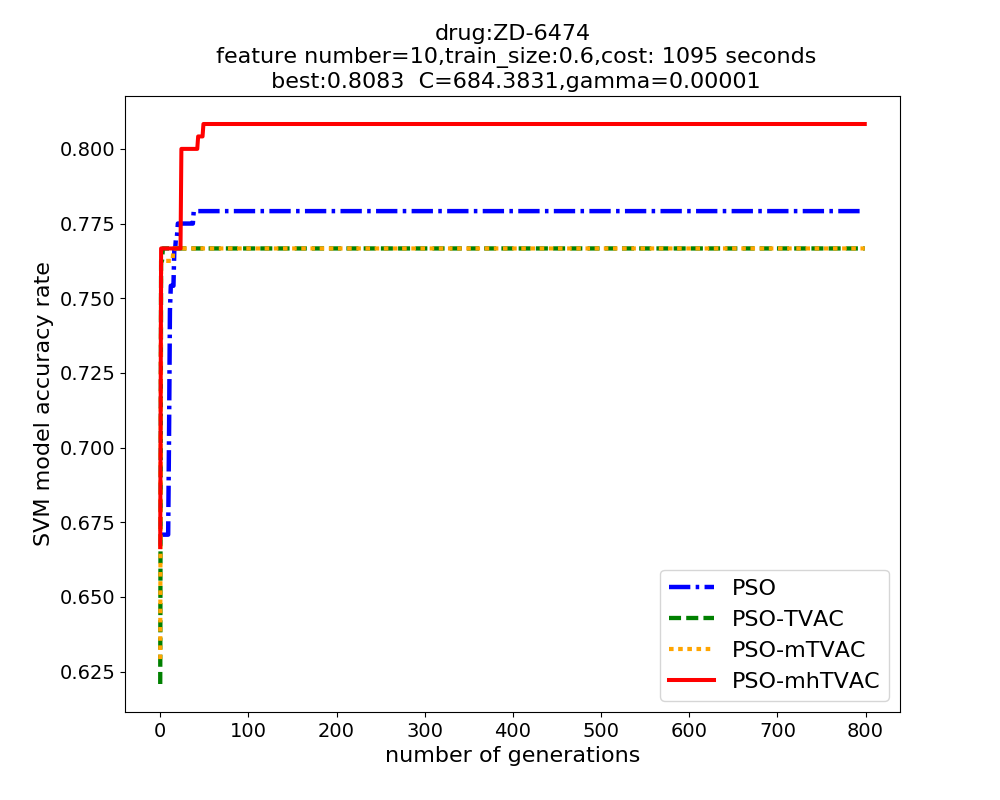 drug:ZD-6474
feature number=10,train_size:0.6,cost: 1095 seconds
best:0.8083  C=684.3831,gamma=0.00001
SVM model accuracy rate
0.800
0.775
0.750
0.725
0.700
0.675
0.650
0.625
PSO
PSO-TVAC
PSO-mTVAC
PSO-mhTVAC
0 100 200 300 400 500 600 700 800
number of generations